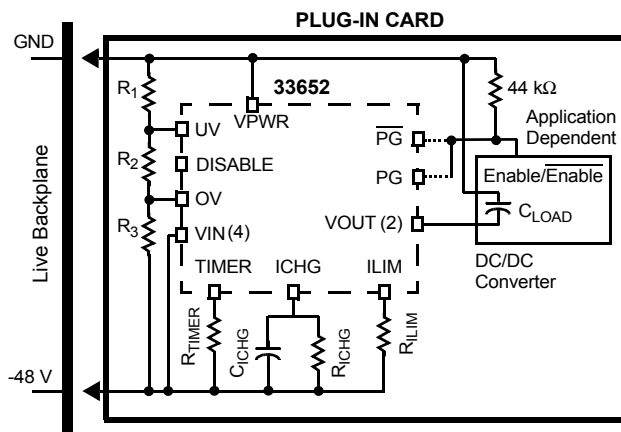 PLUG-IN CARD
GND
R1
33652
44 kΩ
VPWR
Application
Dependent
UV
PG
R2
DISABLE
PG
Enable/Enable
OV
CLOAD
R3
VIN (4)
VOUT (2)
DC/DC
Converter
TIMER
ICHG
ILIM
Live Backplane
RTIMER
CICHG
RICHG
RILIM
-48 V